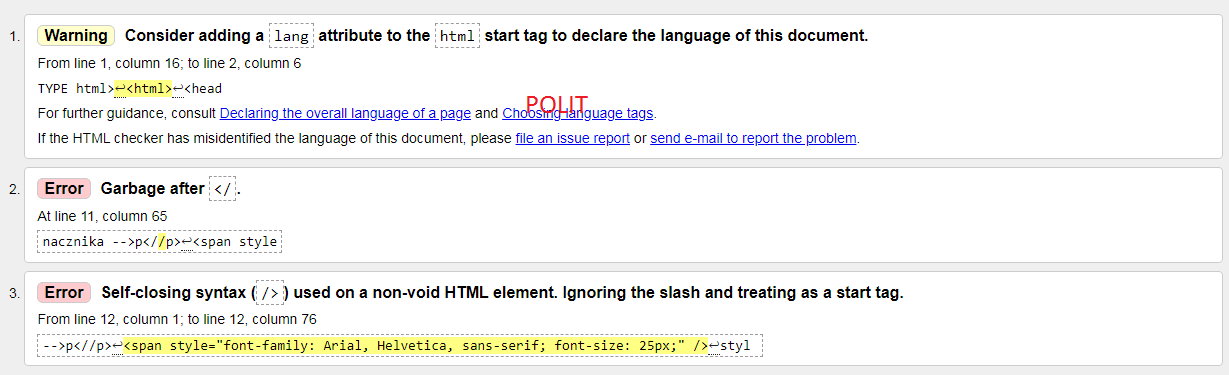 1. Warning Consider adding a lang attribute to the html start tag to declare the language of this document.
From line 1, column 16; to line 2, column 6
TYPE html>↩<html>↩<head
POLIT
For further guidance, consult Declaring the overall language of a page and Choosing language tags.
If the HTML checker has misidentified the language of this document, please file an issue report or send e-mail to report the problem.
2. Error Garbage after </.
At line 11, column 65
nacznika -->p<//p>↩<span style
3. Error Self-closing syntax (/>) used on a non-void HTML element. Ignoring the slash and treating as a start tag.
From line 12, column 1; to line 12, column 76
-->p<//p>↩<span style="font-family: Arial, Helvetica, sans-serif; font-size: 25px;" />↩styl